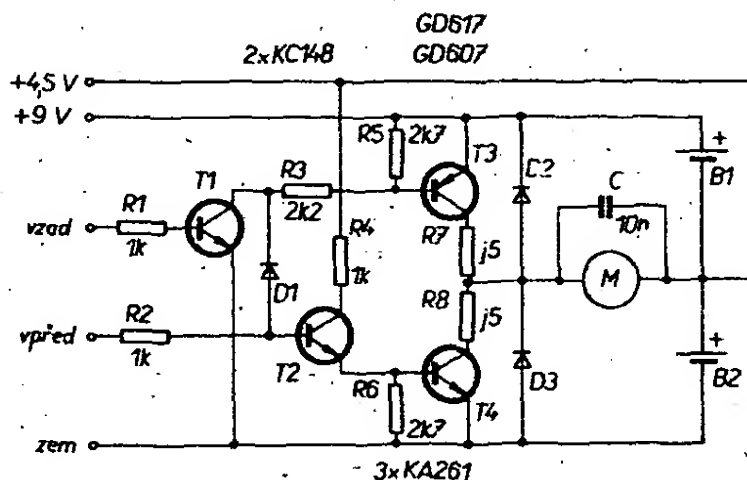 GD617
2xKC148 GD607
+4,5 V
+9 V
R5 2k7
T3
D2
+
B1
T1
R3
2k2
C
10n
R1
vzad
1k
R4
1k
R7
j5
M
D1
R8
j5
R2
vpřed
1k
T2
+
B2
D3
R6
2k7
T4
zem
3xKA261